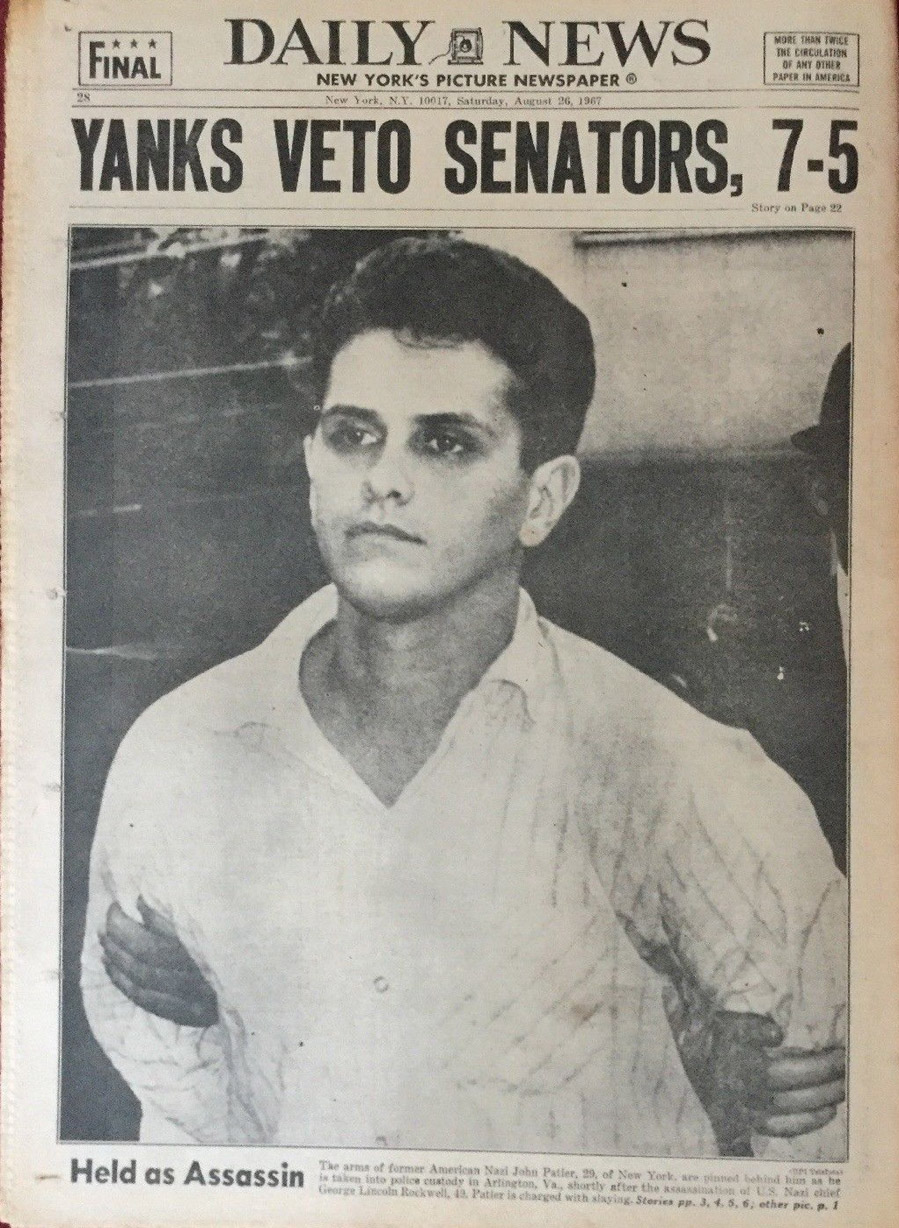 ★ ★ ★
FINAL
DAILY NEWS
NEW YORK'S PICTURE NEWSPAPER ®
MORE THAN TWICE
THE CIRCULATION
OF ANY OTHER
PAPER IN AMERICA
28
New York, N.Y. 10017, Saturday, August 26, 1967
YANKS VETO SENATORS, 7-5
Story on Page 22
Held as Assassin
(UPI Telefoto)
The arms of former American Nazi John Patler, 29, of New York, are pinned behind him as he
is taken into police custody in Arlington, Va., shortly after the assassination of U.S. Nazi chief
George Lincoln Rockwell, 49. Patler is charged with slaying. Stories pp. 3, 4, 5, 6; other pic. p. 1